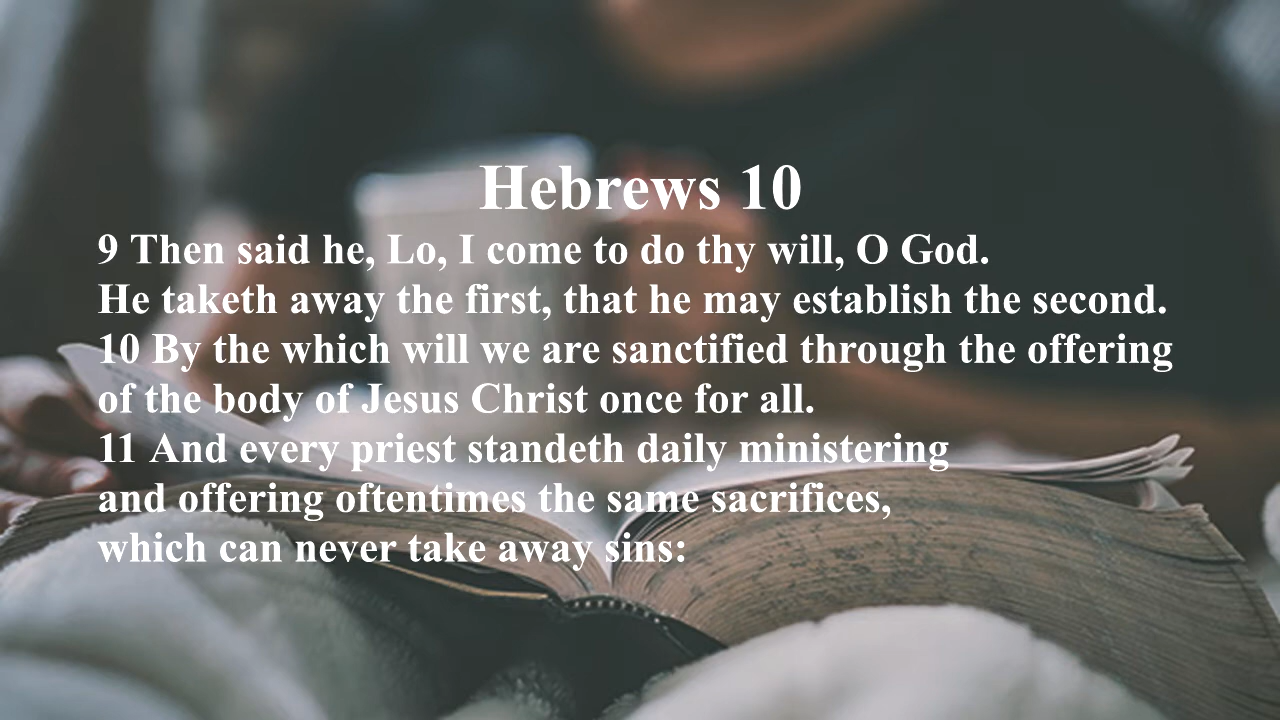 Hebrews 10
9 Then said he, Lo, I come to do thy will, O God.
He taketh away the first, that he may establish the second.
10 By the which will we are sanctified through the offering
of the body of Jesus Christ once for all.
11 And every priest standeth daily ministering
and offering oftentimes the same sacrifices,
which can never take away sins: